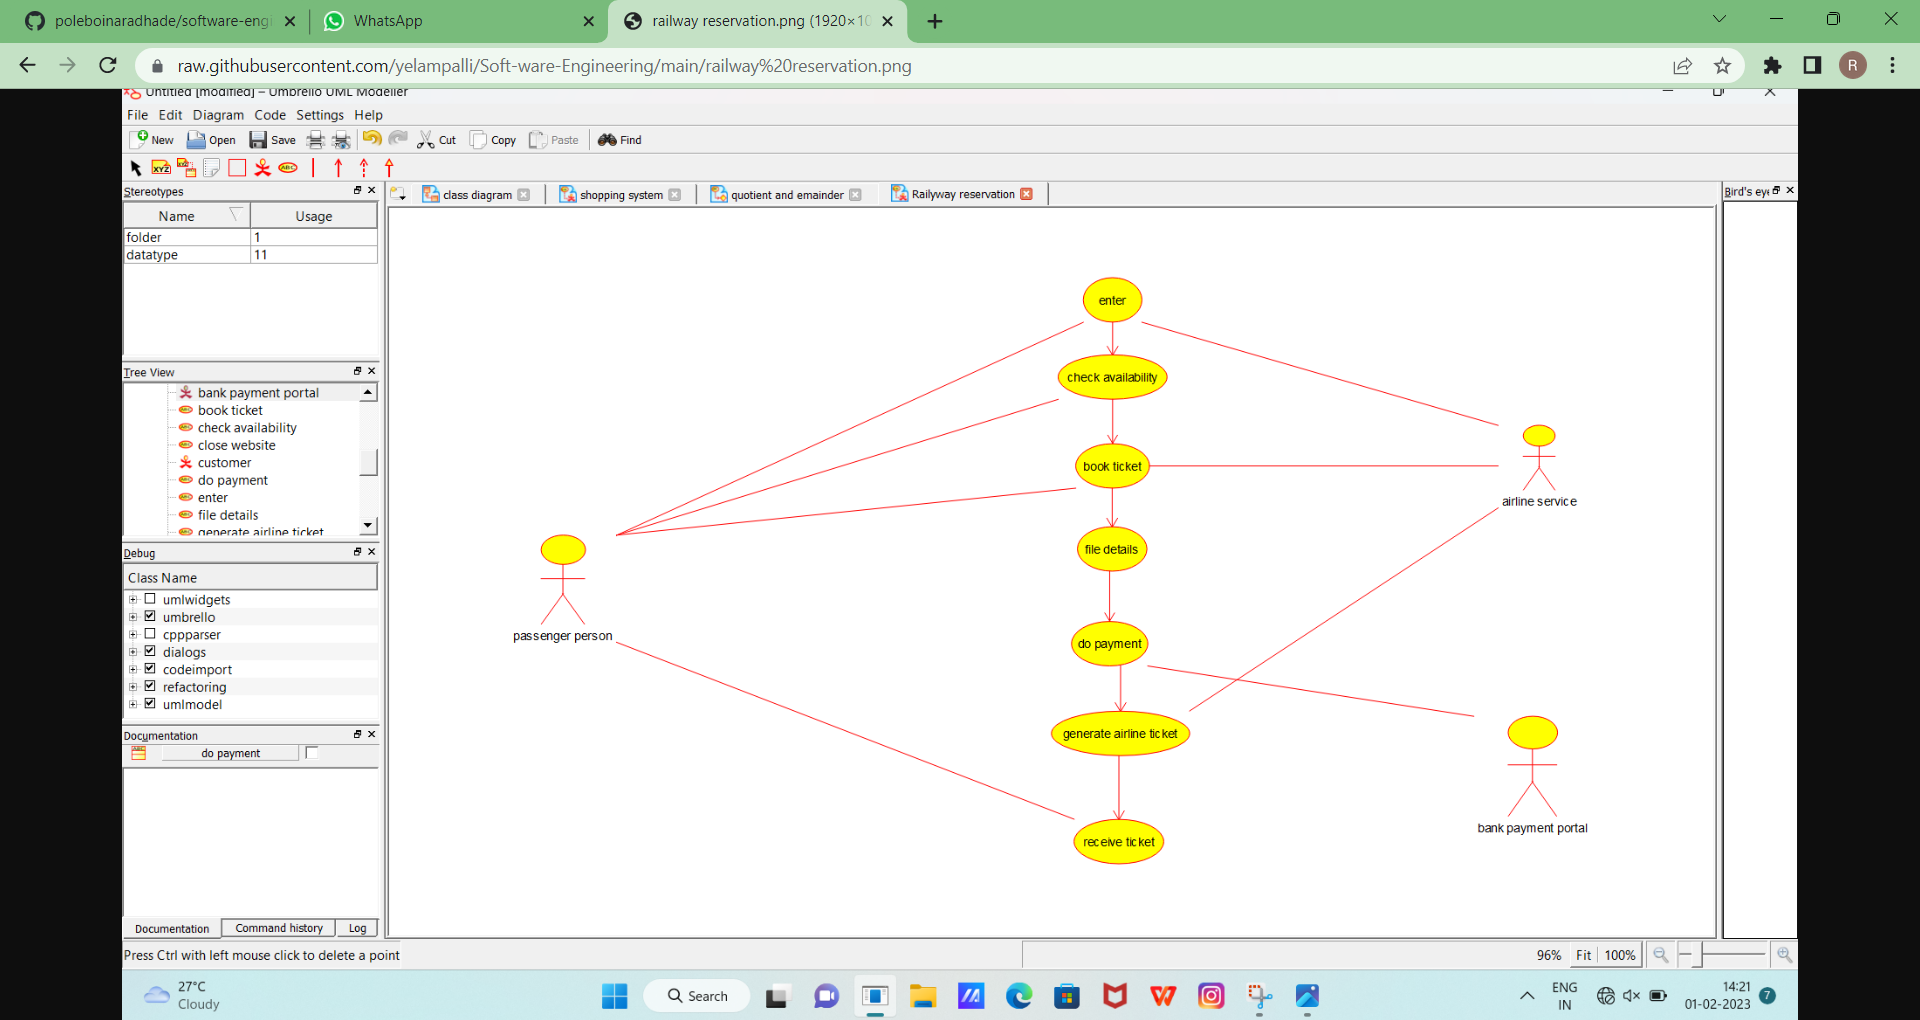 poleboinaradhade/software-engi
WhatsApp
railway reservation.png (1920×10
raw.githubusercontent.com/yelampalli/Soft-ware-Engineering/main/railway%20reservation.png
R
Untitled [modified] – Umbrello UML Modeller
File Edit Diagram Code Settings Help
New Open Save Cut Copy Paste Find
XYZ XYZ ABC
Stereotypes
class diagram
shopping system
quotient and emainder
Railyway reservation
Bird's eye
Name Usage
folder 1
datatype 11
Tree View
bank payment portal
book ticket
check availability
close website
customer
do payment
enter
file details
generate airline ticket
Debug
Class Name
umlwidgets
umbrello
cppparser
dialogs
codeimport
refactoring
umlmodel
Documentation
do payment
Documentation Command history Log
enter
check availability
book ticket
airline service
file details
passenger person
do payment
generate airline ticket
bank payment portal
receive ticket
Press Ctrl with left mouse click to delete a point
96% Fit 100%
27°C
Cloudy
Search
ENG
IN
14:21
01-02-2023
7